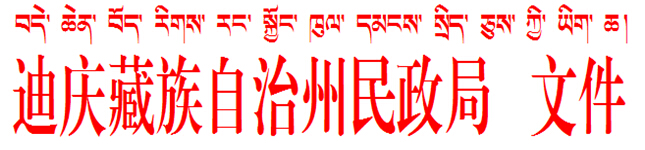 བདེ་ ཆེན་ བོད་ རིགས་ རང་ སྐྱོང་ ཁུལ་ དམངས་ སྲིད་ ཅུས་ ཀྱི་ ཡིག་ ཆ།
迪庆藏族自治州民政局 文件